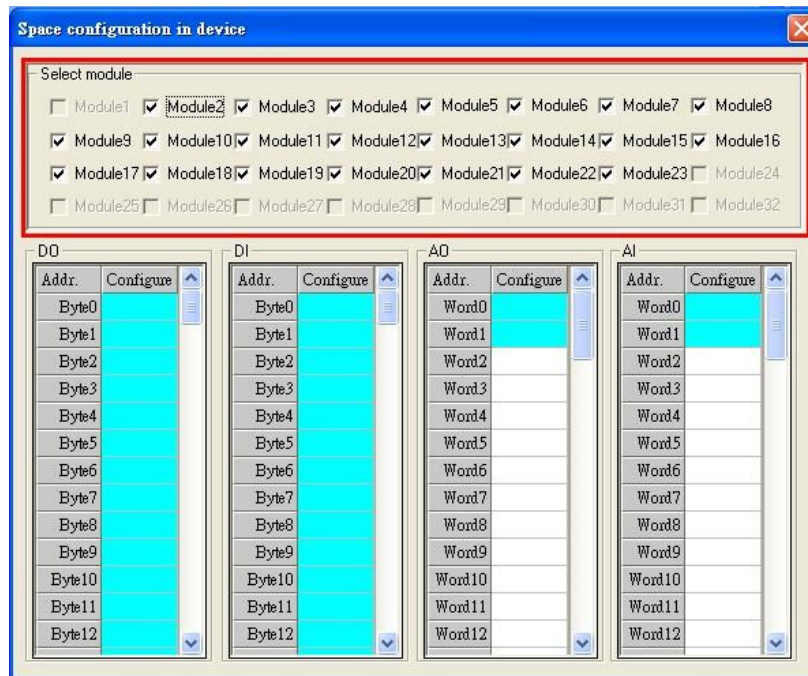 Space configuration in device
Select module
Module1 Module2 Module3 Module4 Module5 Module6 Module7 Module8
Module9 Module10 Module11 Module12 Module13 Module14 Module15 Module16
Module17 Module18 Module19 Module20 Module21 Module22 Module23 Module24
Module25 Module26 Module27 Module28 Module29 Module30 Module31 Module32
DO DI AO AI
Addr. Configure Addr. Configure Addr. Configure Addr. Configure
Byte0 Byte0 Word0 Word0
Byte1 Byte1 Word1 Word1
Byte2 Byte2 Word2 Word2
Byte3 Byte3 Word3 Word3
Byte4 Byte4 Word4 Word4
Byte5 Byte5 Word5 Word5
Byte6 Byte6 Word6 Word6
Byte7 Byte7 Word7 Word7
Byte8 Byte8 Word8 Word8
Byte9 Byte9 Word9 Word9
Byte10 Byte10 Word10 Word10
Byte11 Byte11 Word11 Word11
Byte12 Byte12 Word12 Word12